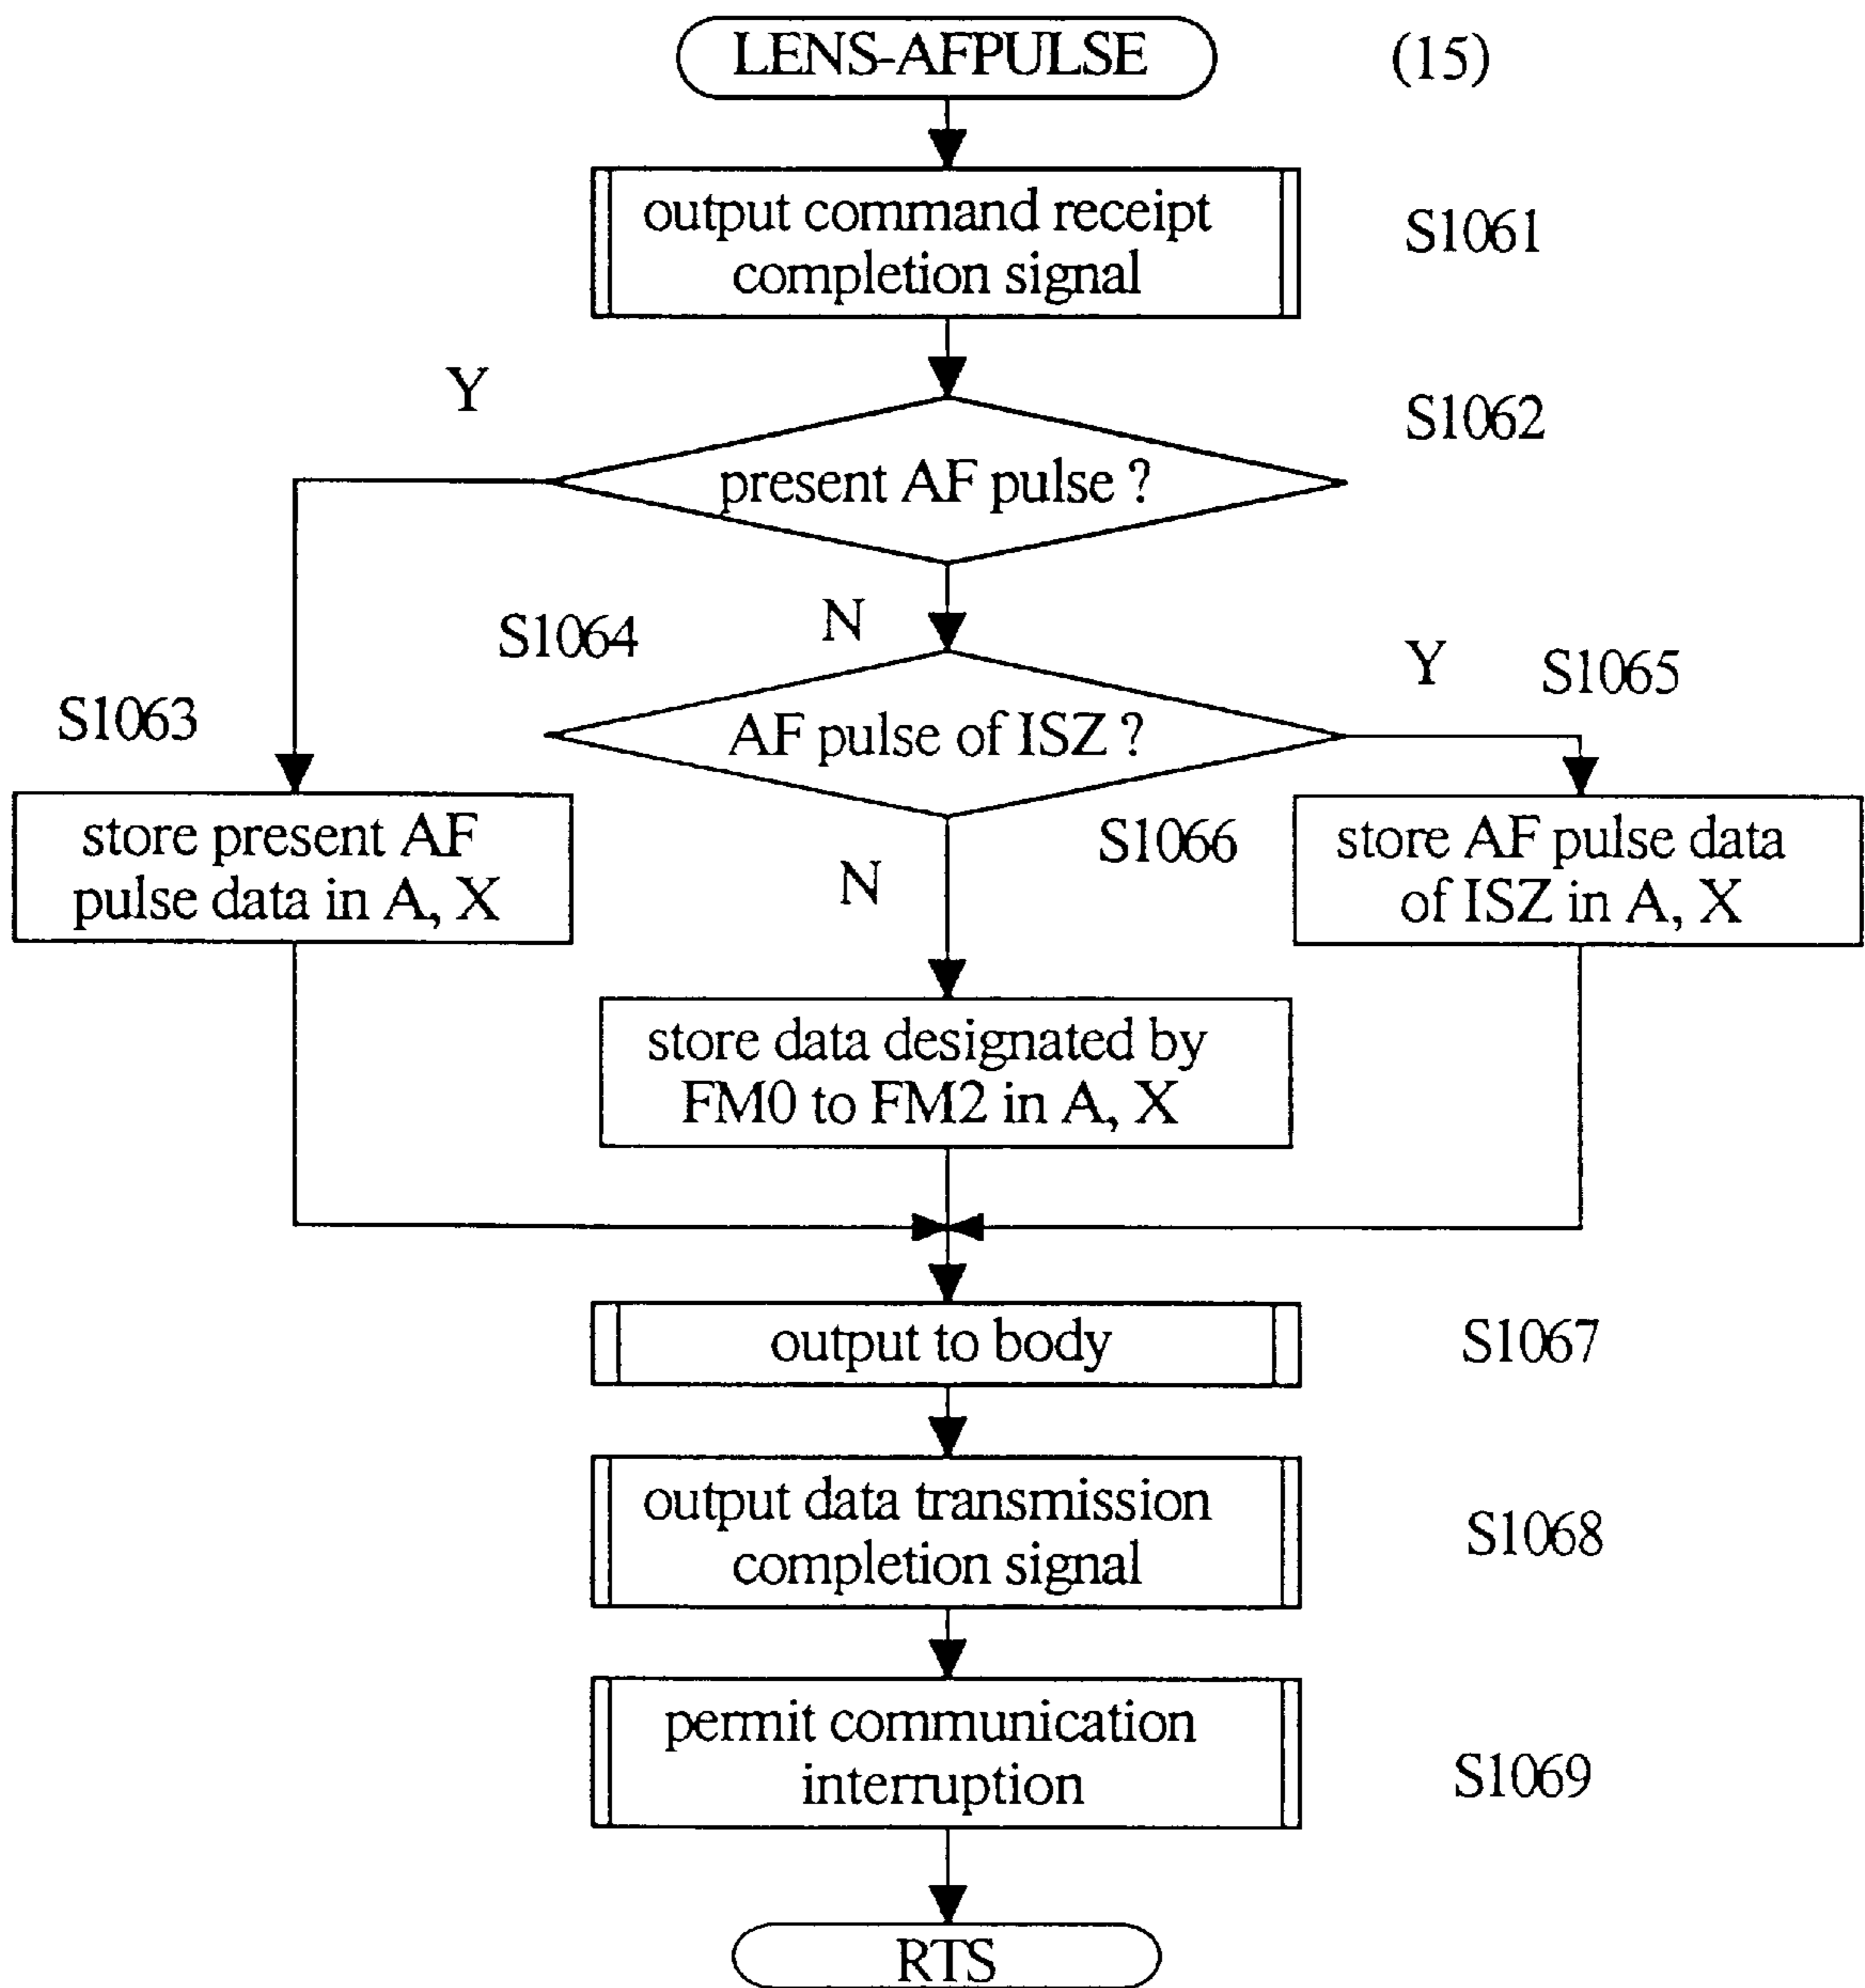 LENS-AFPULSE
(15)
output command receipt
completion signal
S1061
Y
S1062
present AF pulse ?
S1064
N
Y
S1065
S1063
AF pulse of ISZ ?
store present AF
pulse data in A, X
N
S1066
store AF pulse data
of ISZ in A, X
store data designated by
FM0 to FM2 in A, X
output to body
S1067
output data transmission
completion signal
S1068
permit communication
interruption
S1069
RTS